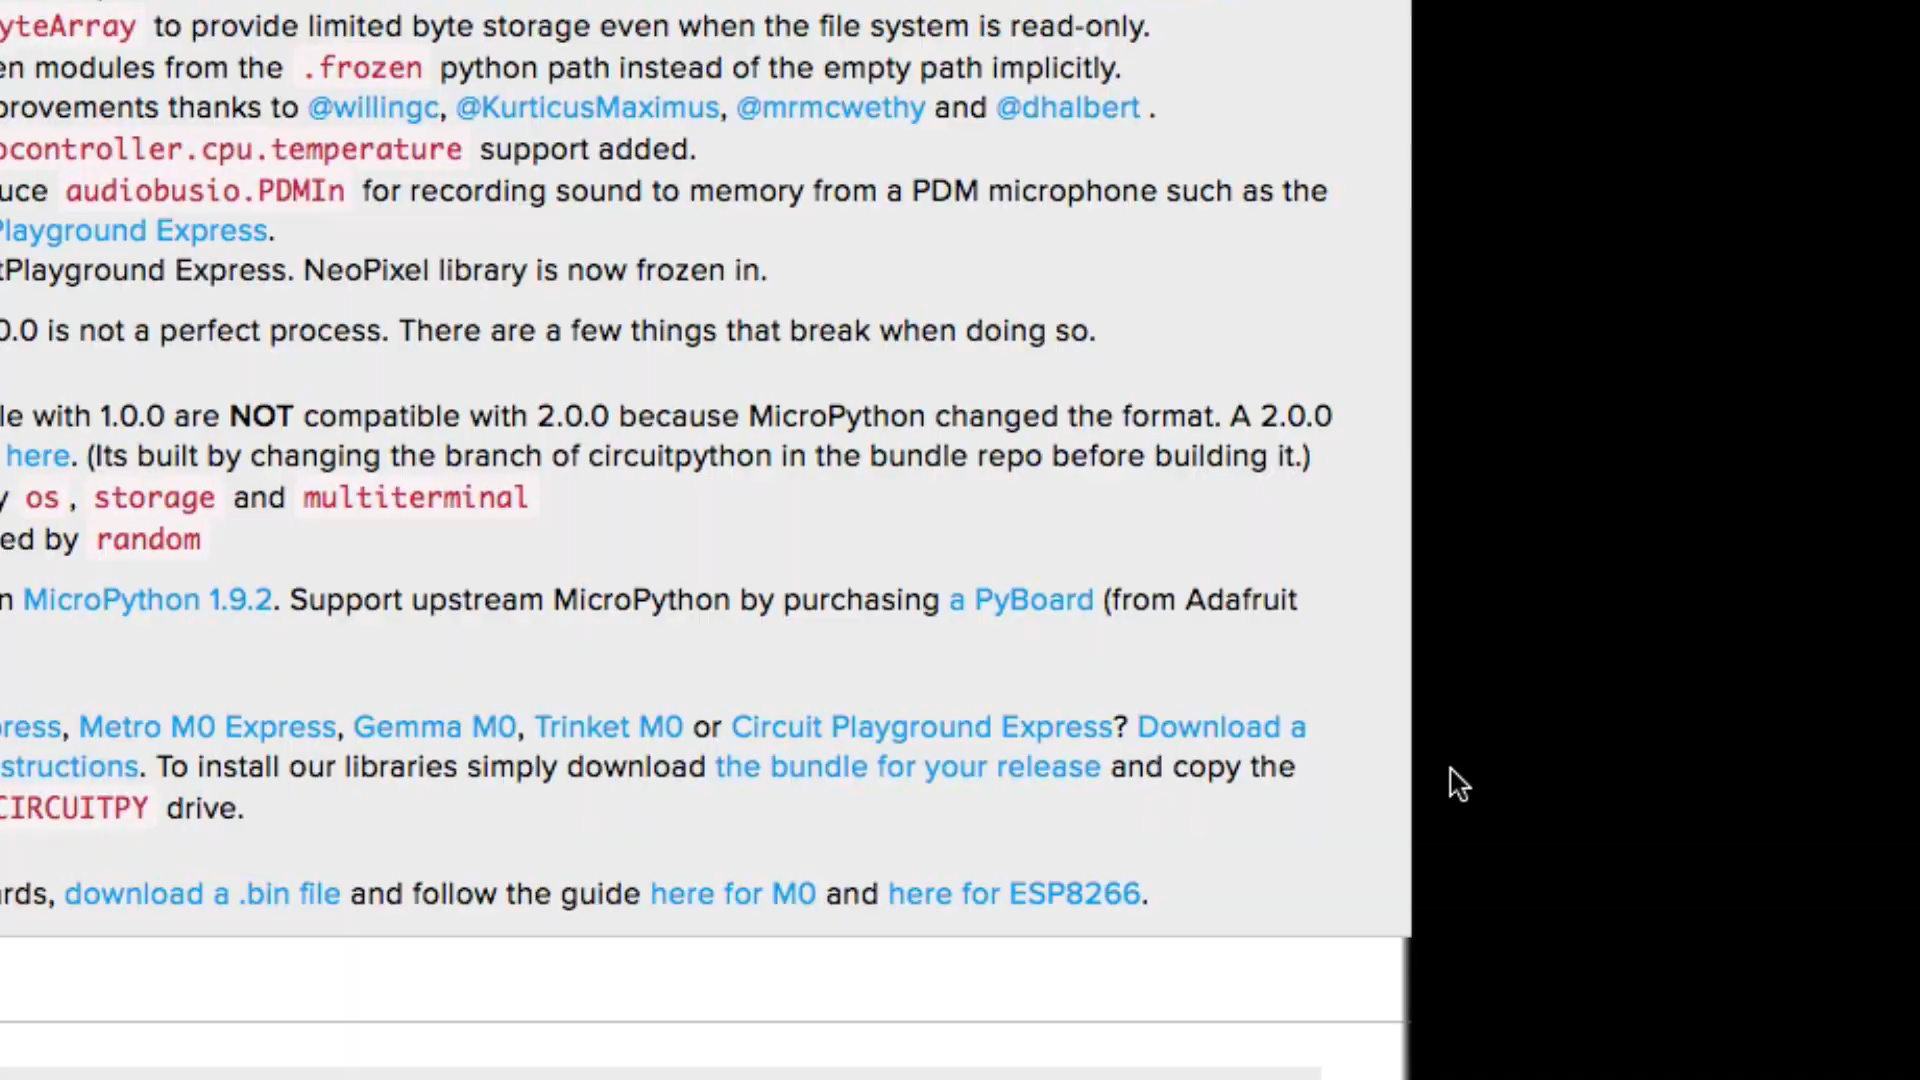 yteArray to provide limited byte storage even when the file system is read-only.
en modules from the .frozen python path instead of the empty path implicitly.
provements thanks to @willingc, @KurticusMaximus, @mrmcwethy and @dhalbert .
ocontroller.cpu.temperature support added.
uce audiobusio.PDMIn for recording sound to memory from a PDM microphone such as the
Playground Express.
tPlayground Express. NeoPixel library is now frozen in.
0.0 is not a perfect process. There are a few things that break when doing so.
le with 1.0.0 are NOT compatible with 2.0.0 because MicroPython changed the format. A 2.0.0
here. (Its built by changing the branch of circuitpython in the bundle repo before building it.)
y os, storage and multiterminal
ed by random
n MicroPython 1.9.2. Support upstream MicroPython by purchasing a PyBoard (from Adafruit
press, Metro M0 Express, Gemma M0, Trinket M0 or Circuit Playground Express? Download a
structions. To install our libraries simply download the bundle for your release and copy the
CIRCUITPY drive.
ards, download a .bin file and follow the guide here for M0 and here for ESP8266.